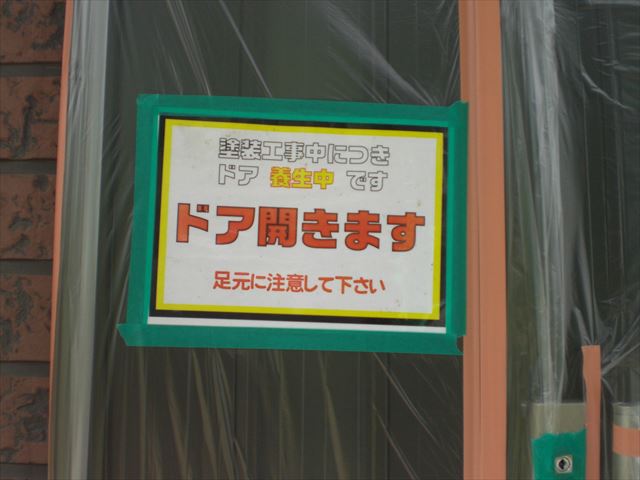 塗装工事中につき
ドア 養生中 です
ドア開きます
足元に注意して下さい